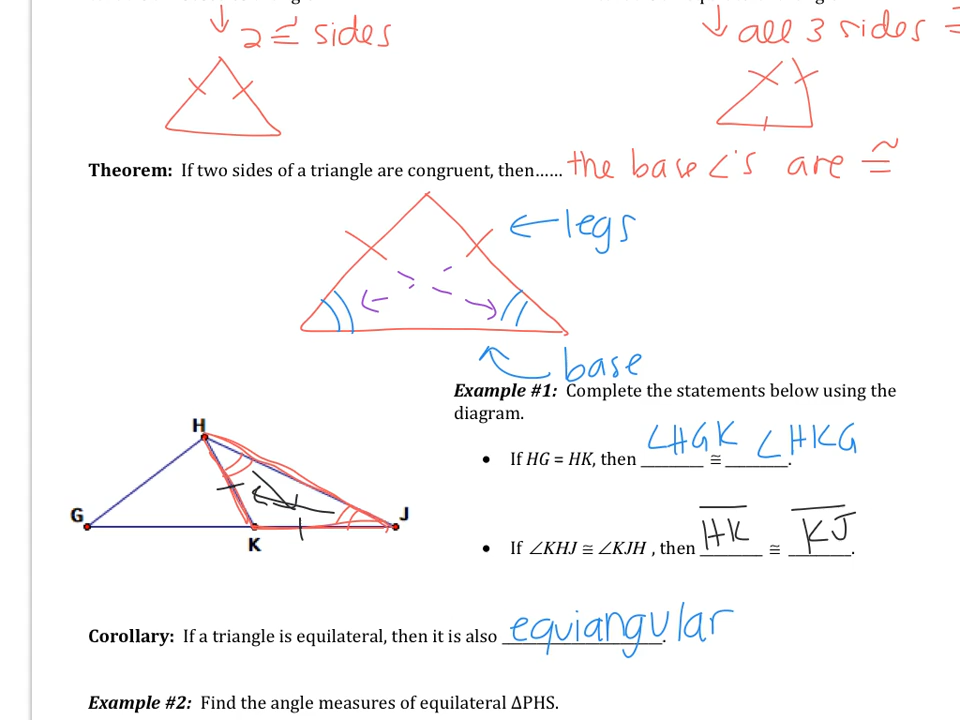 ↓ 2 ≅ sides
↓ all 3 sides
Theorem: If two sides of a triangle are congruent, then...... the base ∠'s are ≅
← legs
base
Example #1: Complete the statements below using the
diagram.
H
• If HG = HK, then ∠HGK ≅ ∠HKG.
G
J
K
• If ∠KHJ ≅ ∠KJH , then HK ≅ KJ.
Corollary: If a triangle is equilateral, then it is also equiangular.
Example #2: Find the angle measures of equilateral ΔPHS.